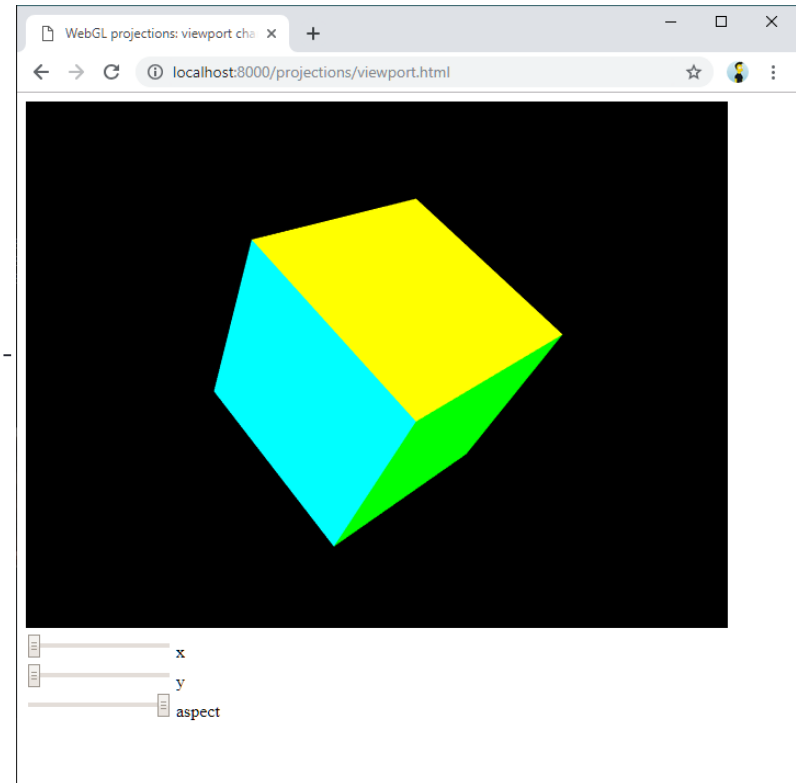 WebGL projections: viewport cha
localhost:8000/projections/viewport.html
x
y
aspect